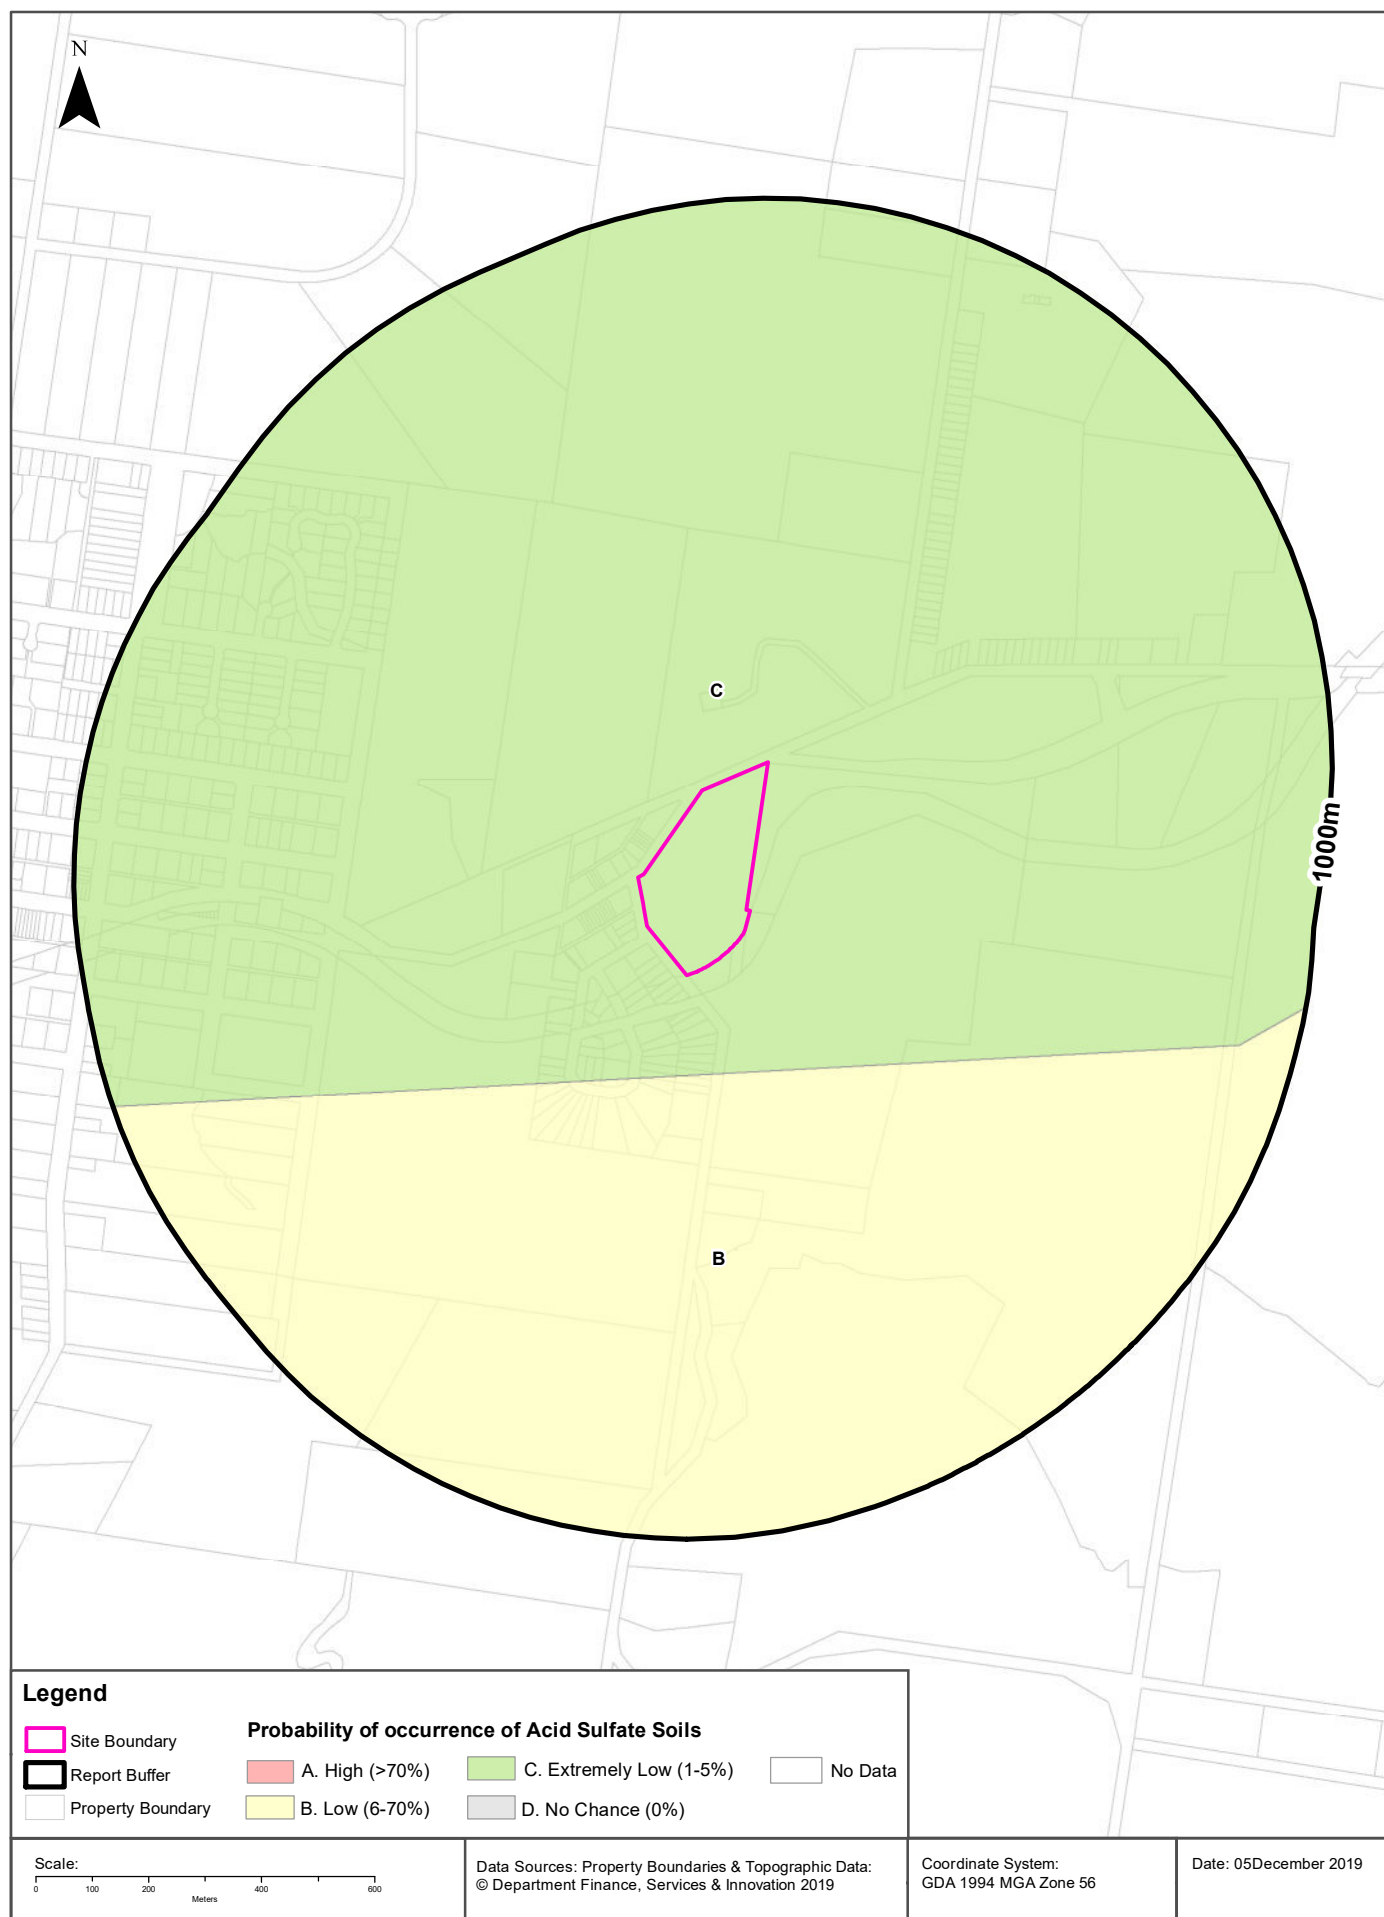 N
C
1000m
B
Legend
Site Boundary
Report Buffer
Property Boundary
Probability of occurrence of Acid Sulfate Soils
A. High (>70%)
B. Low (6-70%)
C. Extremely Low (1-5%)
D. No Chance (0%)
No Data
Scale:
0 100 200 400 600
Meters
Data Sources: Property Boundaries & Topographic Data:
© Department Finance, Services & Innovation 2019
Coordinate System:
GDA 1994 MGA Zone 56
Date: 05December 2019